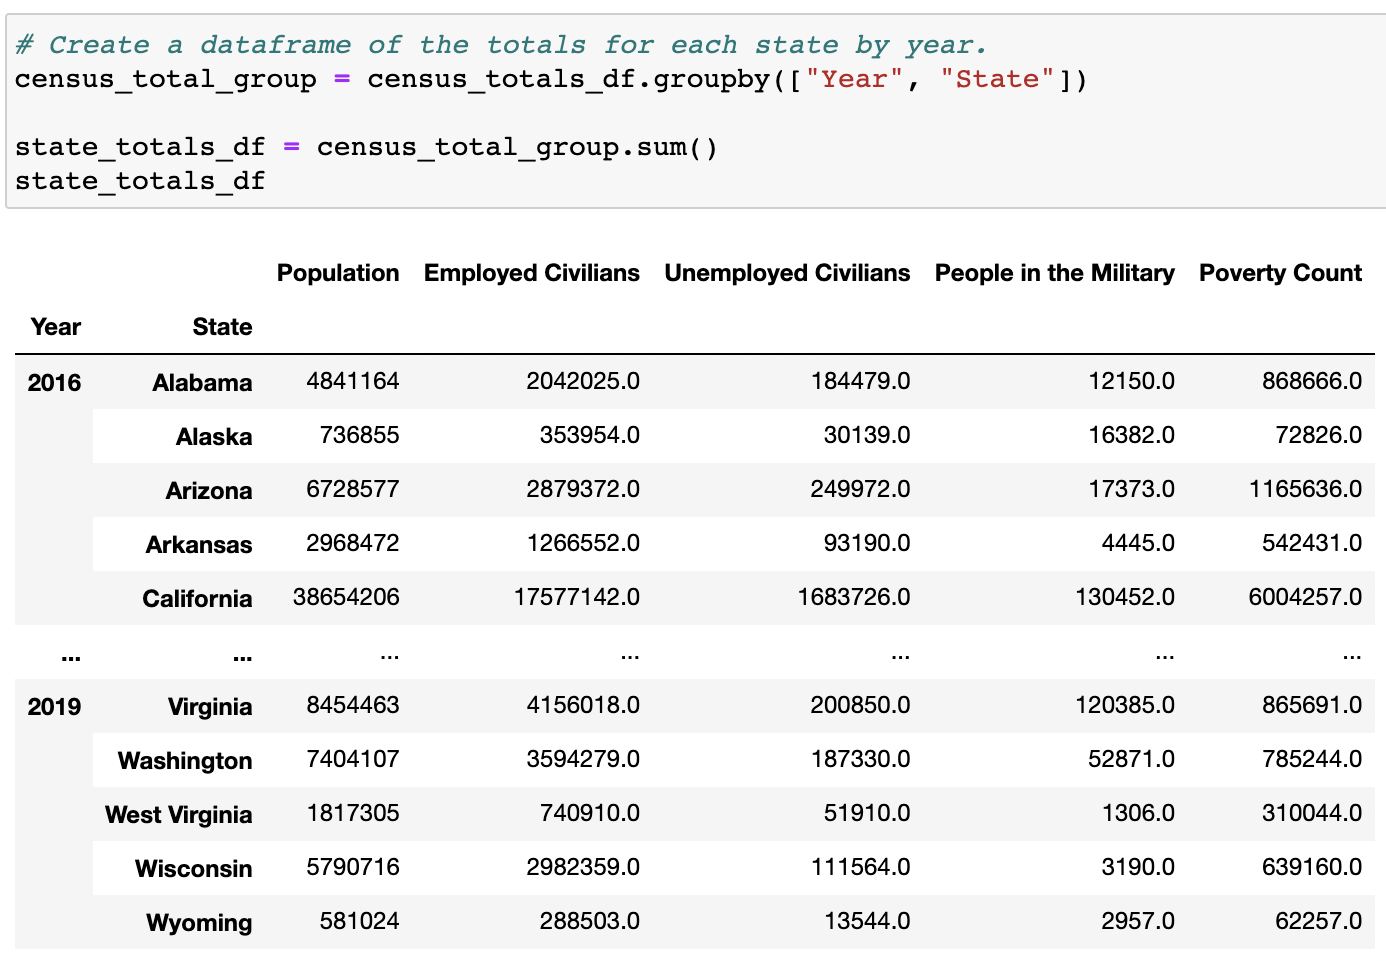 # Create a dataframe of the totals for each state by year.
census_total_group = census_totals_df.groupby(["Year", "State"])
state_totals_df = census_total_group.sum()
state_totals_df
Population Employed Civilians Unemployed Civilians People in the Military Poverty Count
Year State
2016 Alabama 4841164 2042025.0 184479.0 12150.0 868666.0
Alaska 736855 353954.0 30139.0 16382.0 72826.0
Arizona 6728577 2879372.0 249972.0 17373.0 1165636.0
Arkansas 2968472 1266552.0 93190.0 4445.0 542431.0
California 38654206 17577142.0 1683726.0 130452.0 6004257.0
... ... ... ... ... ... ...
2019 Virginia 8454463 4156018.0 200850.0 120385.0 865691.0
Washington 7404107 3594279.0 187330.0 52871.0 785244.0
West Virginia 1817305 740910.0 51910.0 1306.0 310044.0
Wisconsin 5790716 2982359.0 111564.0 3190.0 639160.0
Wyoming 581024 288503.0 13544.0 2957.0 62257.0